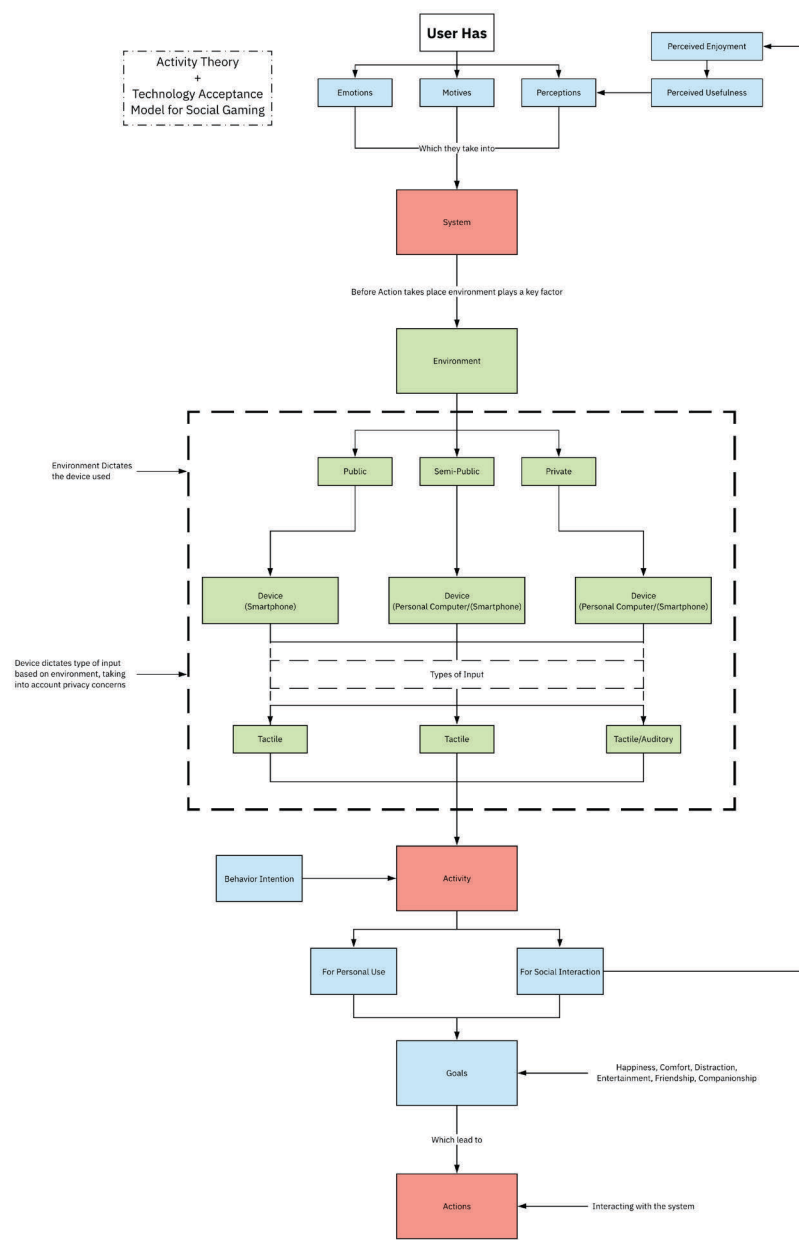 User Has
Activity Theory
+
Technology Acceptance
Model for Social Gaming
Perceived Enjoyment
Emotions
Motives
Perceptions
Perceived Usefulness
Which they take into
System
Before Action takes place environment plays a key factor
Environment
Environment Dictates
the device used
Public
Semi-Public
Private
Device
(Smartphone)
Device
(Personal Computer/(Smartphone)
Device
(Personal Computer/(Smartphone)
Device dictates type of input
based on environment, taking
into account privacy concerns
Types of Input
Tactile
Tactile
Tactile/Auditory
Behavior Intention
Activity
For Personal Use
For Social Interaction
Goals
Happiness, Comfort, Distraction,
Entertainment, Friendship, Companionship
Which lead to
Actions
Interacting with the system